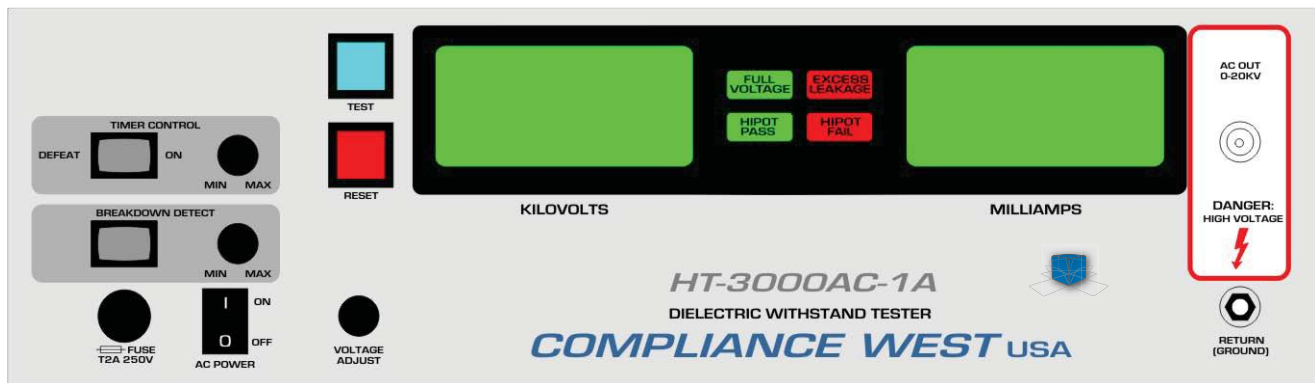 TIMER CONTROL
DEFEAT
ON
MIN MAX
BREAKDOWN DETECT
MIN MAX
FUSE
T2A 250V
I
ON
O
OFF
AC POWER
TEST
RESET
VOLTAGE
ADJUST
FULL
VOLTAGE
EXCESS
LEAKAGE
HIPOT
PASS
HIPOT
FAIL
KILOVOLTS
MILLIAMPS
HT-3000AC-1A
DIELECTRIC WITHSTAND TESTER
COMPLIANCE WEST USA
AC OUT
0-20KV
DANGER:
HIGH VOLTAGE
RETURN
(GROUND)